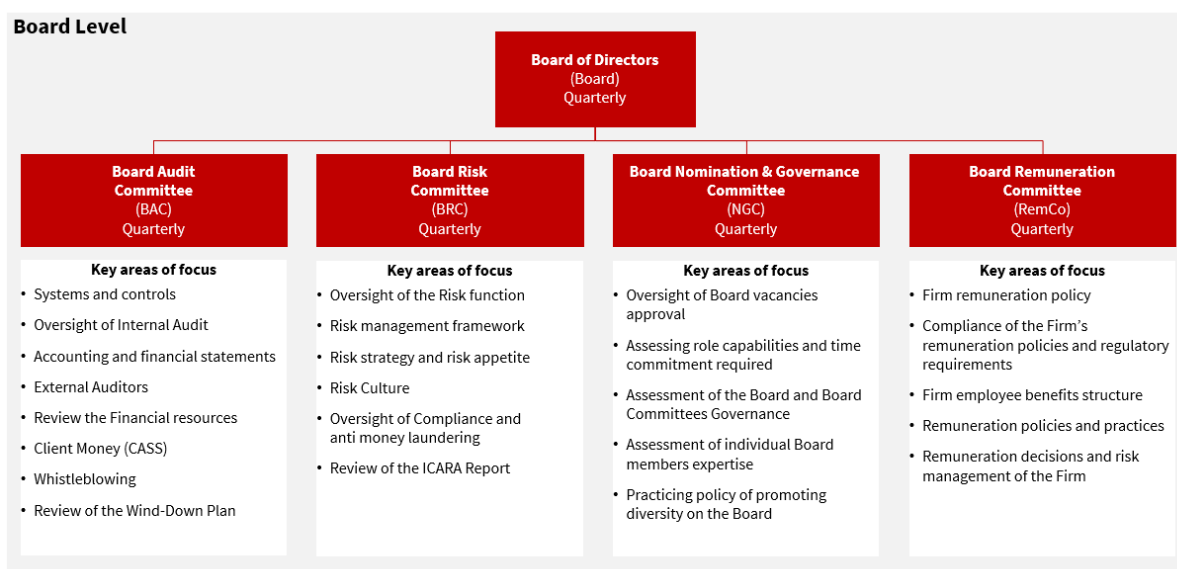 Board Level
Board of Directors
(Board)
Quarterly
Board Audit
Committee
(BAC)
Quarterly
Key areas of focus
• Systems and controls
• Oversight of Internal Audit
• Accounting and financial statements
• External Auditors
• Review the Financial resources
• Client Money (CASS)
• Whistleblowing
• Review of the Wind-Down Plan
Board Risk
Committee
(BRC)
Quarterly
Key areas of focus
• Oversight of the Risk function
• Risk management framework
• Risk strategy and risk appetite
• Risk Culture
• Oversight of Compliance and
anti money laundering
• Review of the ICARA Report
Board Nomination & Governance
Committee
(NGC)
Quarterly
Key areas of focus
• Oversight of Board vacancies
approval
• Assessing role capabilities and time
commitment required
• Assessment of the Board and Board
Committees Governance
• Assessment of individual Board
members expertise
• Practicing policy of promoting
diversity on the Board
Board Remuneration
Committee
(RemCo)
Quarterly
Key areas of focus
• Firm remuneration policy
• Compliance of the Firm’s
remuneration policies and regulatory
requirements
• Firm employee benefits structure
• Remuneration policies and practices
• Remuneration decisions and risk
management of the Firm